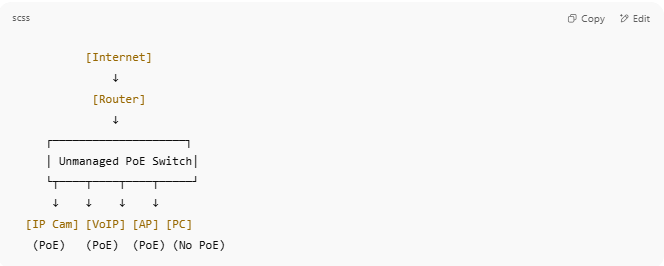 scss Copy Edit
[Internet]
↓
[Router]
↓
┌────────────────────┐
│ Unmanaged PoE Switch│
└┬────┬────┬────┬─────┘
↓ ↓ ↓ ↓
[IP Cam] [VoIP] [AP] [PC]
(PoE) (PoE) (PoE) (No PoE)